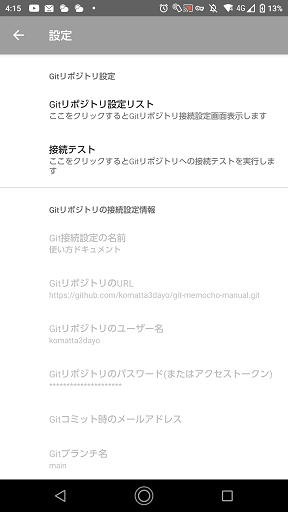 4:15
4G
13%
設定
Gitリポジトリ設定
Gitリポジトリ設定リスト
ここをクリックするとGitリポジトリ接続設定画面表示します
接続テスト
ここをクリックするとGitリポジトリへの接続テストを実行しま
す
Gitリポジトリの接続設定情報
Git接続設定の名前
使い方ドキュメント
GitリポジトリのURL
https://github.com/komatta3dayo/git-memocho-manual.git
Gitリポジトリのユーザー名
komatta3dayo
Gitリポジトリのパスワード(またはアクセストークン)
********************
Gitコミット時のメールアドレス
Gitブランチ名
main